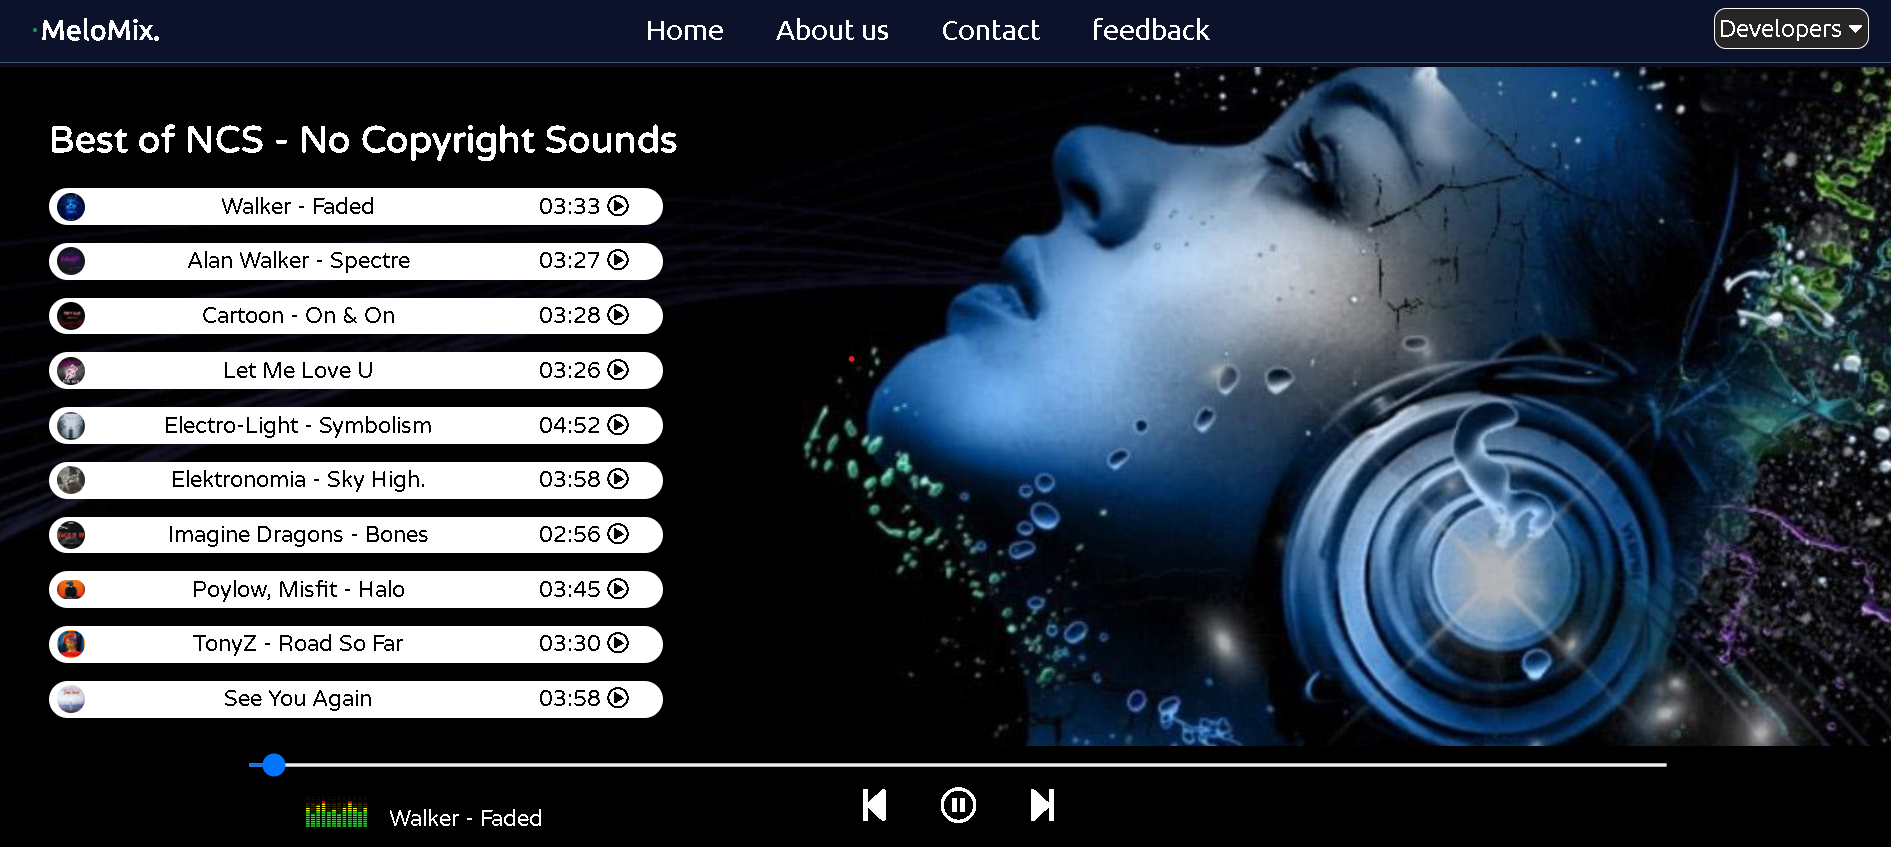 MeloMix.
Home About us Contact feedback
Developers
Best of NCS - No Copyright Sounds
Walker - Faded 03:33
Alan Walker - Spectre 03:27
Cartoon - On & On 03:28
Let Me Love U 03:26
Electro-Light - Symbolism 04:52
Elektronomia - Sky High. 03:58
Imagine Dragons - Bones 02:56
Poylow, Misfit - Halo 03:45
TonyZ - Road So Far 03:30
See You Again 03:58
Walker - Faded